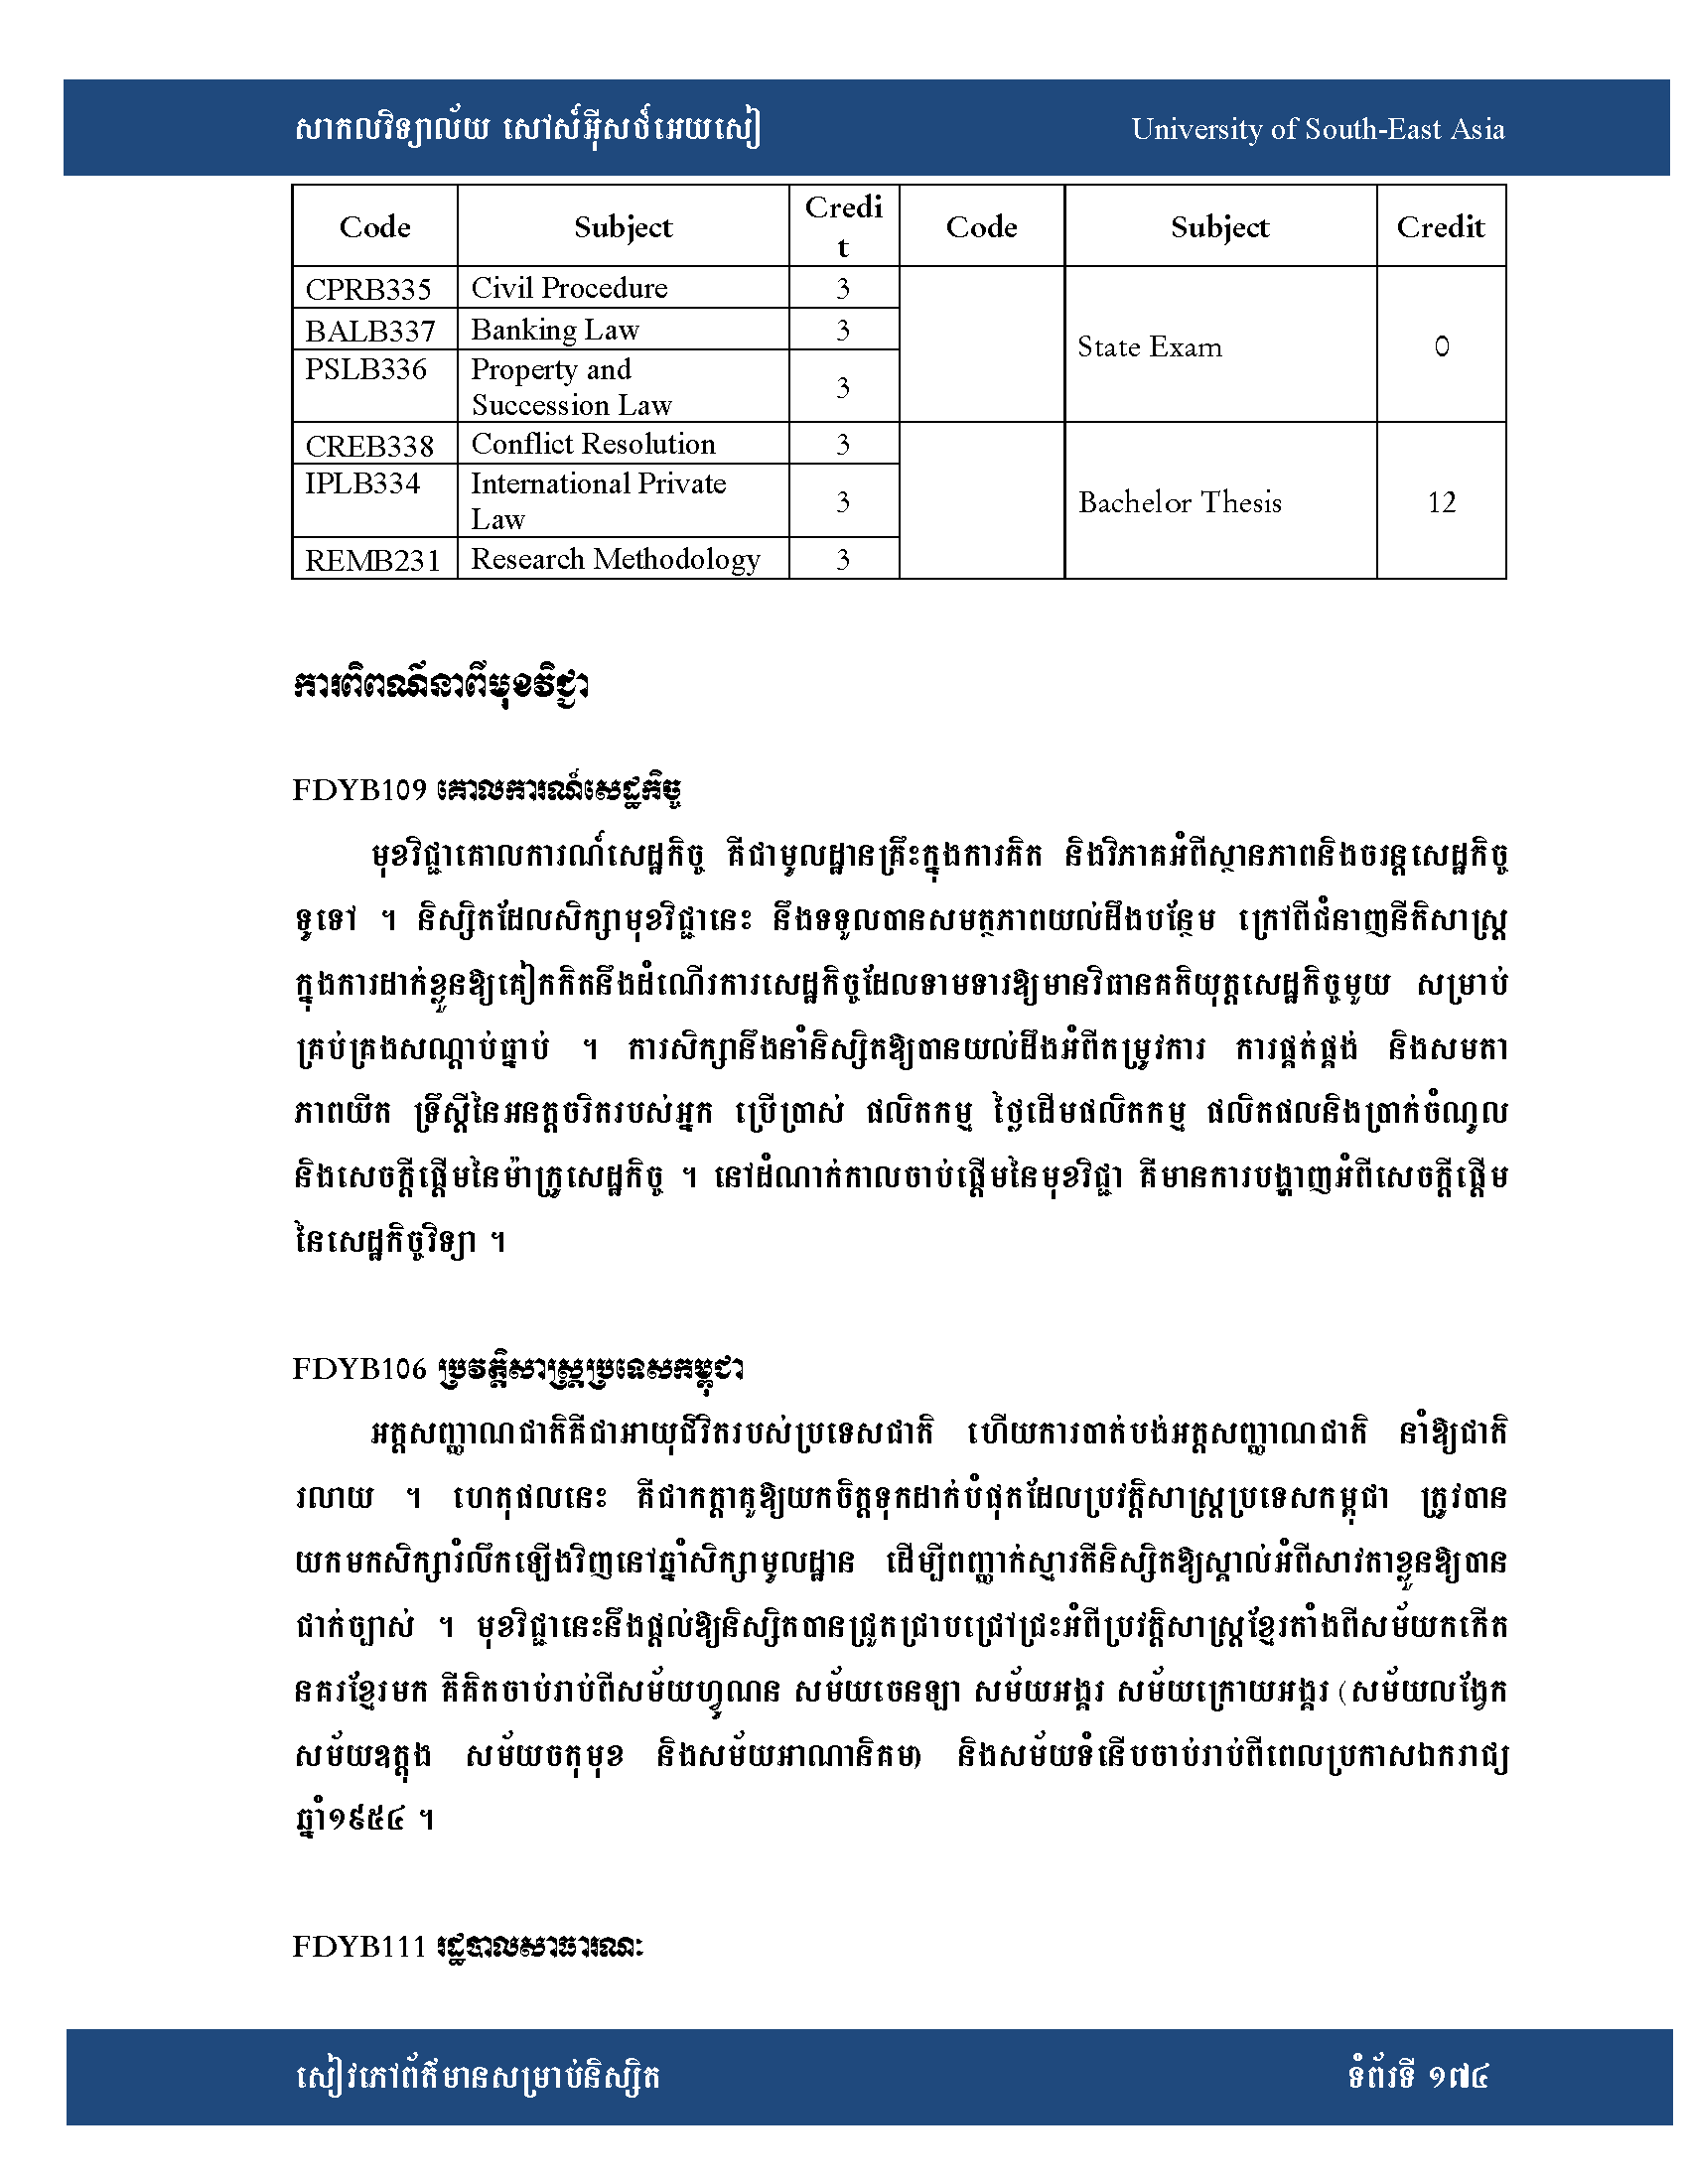 សាកលវិទ្យាល័យ សៅស៍អ៊ីសថ៍អេយសៀ University of South-East Asia
Code Subject Credi Code Subject Credit
t
CPRB335 Civil Procedure 3
BALB337 Banking Law 3
State Exam 0
PSLB336 Property and
Succession Law 3
CREB338 Conflict Resolution 3
IPLB334 International Private
Law 3
Bachelor Thesis 12
REMB231 Research Methodology 3
ការពិពណ៌នាពីមុខវិជ្ជា
FDYB109 គោលការណ៍សេដ្ឋកិច្ច
មុខវិជ្ជាគោលការណ៍សេដ្ឋកិច្ច គឺជាមូលដ្ឋានគ្រឹះក្នុងការគិត និងវិភាគអំពីស្ថានភាពនិងចរន្តសេដ្ឋកិច្ច
ទូទៅ ។ និស្សិតដែលសិក្សាមុខវិជ្ជានេះ នឹងទទួលបានសមត្ថភាពយល់ដឹងបន្ថែម ក្រៅពីជំនាញនីតិសាស្ត្រ
ក្នុងការដាក់ខ្លួនឱ្យគៀកកិតនឹងដំណើរការសេដ្ឋកិច្ចដែលទាមទារឱ្យមានវិធានគតិយុត្តសេដ្ឋកិច្ចមួយ សម្រាប់
គ្រប់គ្រងសណ្តាប់ធ្នាប់ ។ ការសិក្សានឹងនាំនិស្សិតឱ្យបានយល់ដឹងអំពីតម្រូវការ ការផ្គត់ផ្គង់ និងសមតា
ភាពយឺត ទ្រឹស្តីនៃអនត្តចរិតរបស់អ្នក ប្រើប្រាស់ ផលិតកម្ម ថ្លៃដើមផលិតកម្ម ផលិតផលនិងប្រាក់ចំណូល
និងសេចក្តីផ្តើមនៃម៉ាក្រូសេដ្ឋកិច្ច ។ នៅដំណាក់កាលចាប់ផ្តើមនៃមុខវិជ្ជា គឺមានការបង្ហាញអំពីសេចក្តីផ្តើម
នៃសេដ្ឋកិច្ចវិទ្យា ។
FDYB106 ប្រវត្តិសាស្ត្រប្រទេសកម្ពុជា
អត្តសញ្ញាណជាតិគឺជាអាយុជីវិតរបស់ប្រទេសជាតិ ហើយការបាត់បង់អត្តសញ្ញាណជាតិ នាំឱ្យជាតិ
រលាយ ។ ហេតុផលនេះ គឺជាកត្តាគួឱ្យយកចិត្តទុកដាក់បំផុតដែលប្រវត្តិសាស្ត្រប្រទេសកម្ពុជា ត្រូវបាន
យកមកសិក្សារំលឹកឡើងវិញនៅឆ្នាំសិក្សាមូលដ្ឋាន ដើម្បីពញ្ញាក់ស្មារតីនិស្សិតឱ្យស្គាល់អំពីសាវតាខ្លួនឱ្យបាន
ជាក់ច្បាស់ ។ មុខវិជ្ជានេះនឹងផ្តល់ឱ្យនិស្សិតបានជ្រួតជ្រាបជ្រៅជ្រះអំពីប្រវត្តិសាស្ត្រខ្មែរតាំងពីសម័យកកើត
នគរខ្មែរមក គឺគិតចាប់រាប់ពីសម័យហ្វូណន សម័យចេនឡា សម័យអង្គរ សម័យក្រោយអង្គរ (សម័យលង្វែក
សម័យឧត្តុង សម័យចតុមុខ និងសម័យអាណានិគម) និងសម័យទំនើបចាប់រាប់ពីពេលប្រកាសឯករាជ្យ
ឆ្នាំ១៩៥៤ ។
FDYB111 រដ្ឋបាលសាធារណៈ
សៀវភៅព័ត៌មានសម្រាប់និស្សិត ទំព័រទី ១៧៤